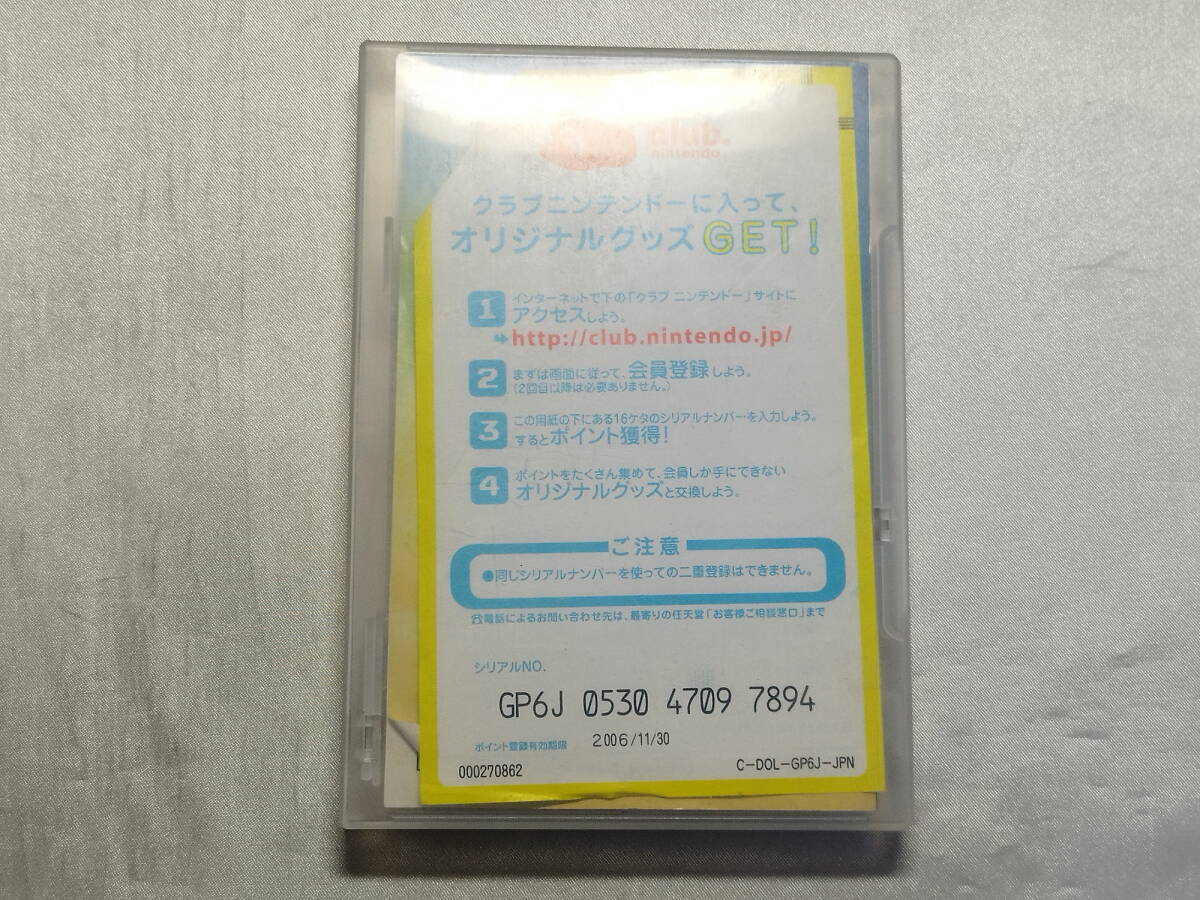 club.
nintendo
クラブニンテンドーに入って、
オリジナルグッズGET!
1 インターネットで下の「クラブ ニンテンドー」サイトに
アクセスしよう。
http://club.nintendo.jp/
2 まずは画面に従って、会員登録しよう。
(2回目以降は必要ありません。)
3 この用紙の下にある16ケタのシリアルナンバーを入力しよう。
するとポイント獲得!
4 ポイントをたくさん集めて、会員しか手にできない
オリジナルグッズと交換しよう。
ご注意
●同じシリアルナンバーを使っての二重登録はできません。
☎電話によるお問い合わせ先は、最寄りの任天堂「お客様ご相談窓口」まで
シリアルNO.
GP6J 0530 4709 7894
ポイント登録有効期限 2006/11/30
000270862 C-DOL-GP6J-JPN